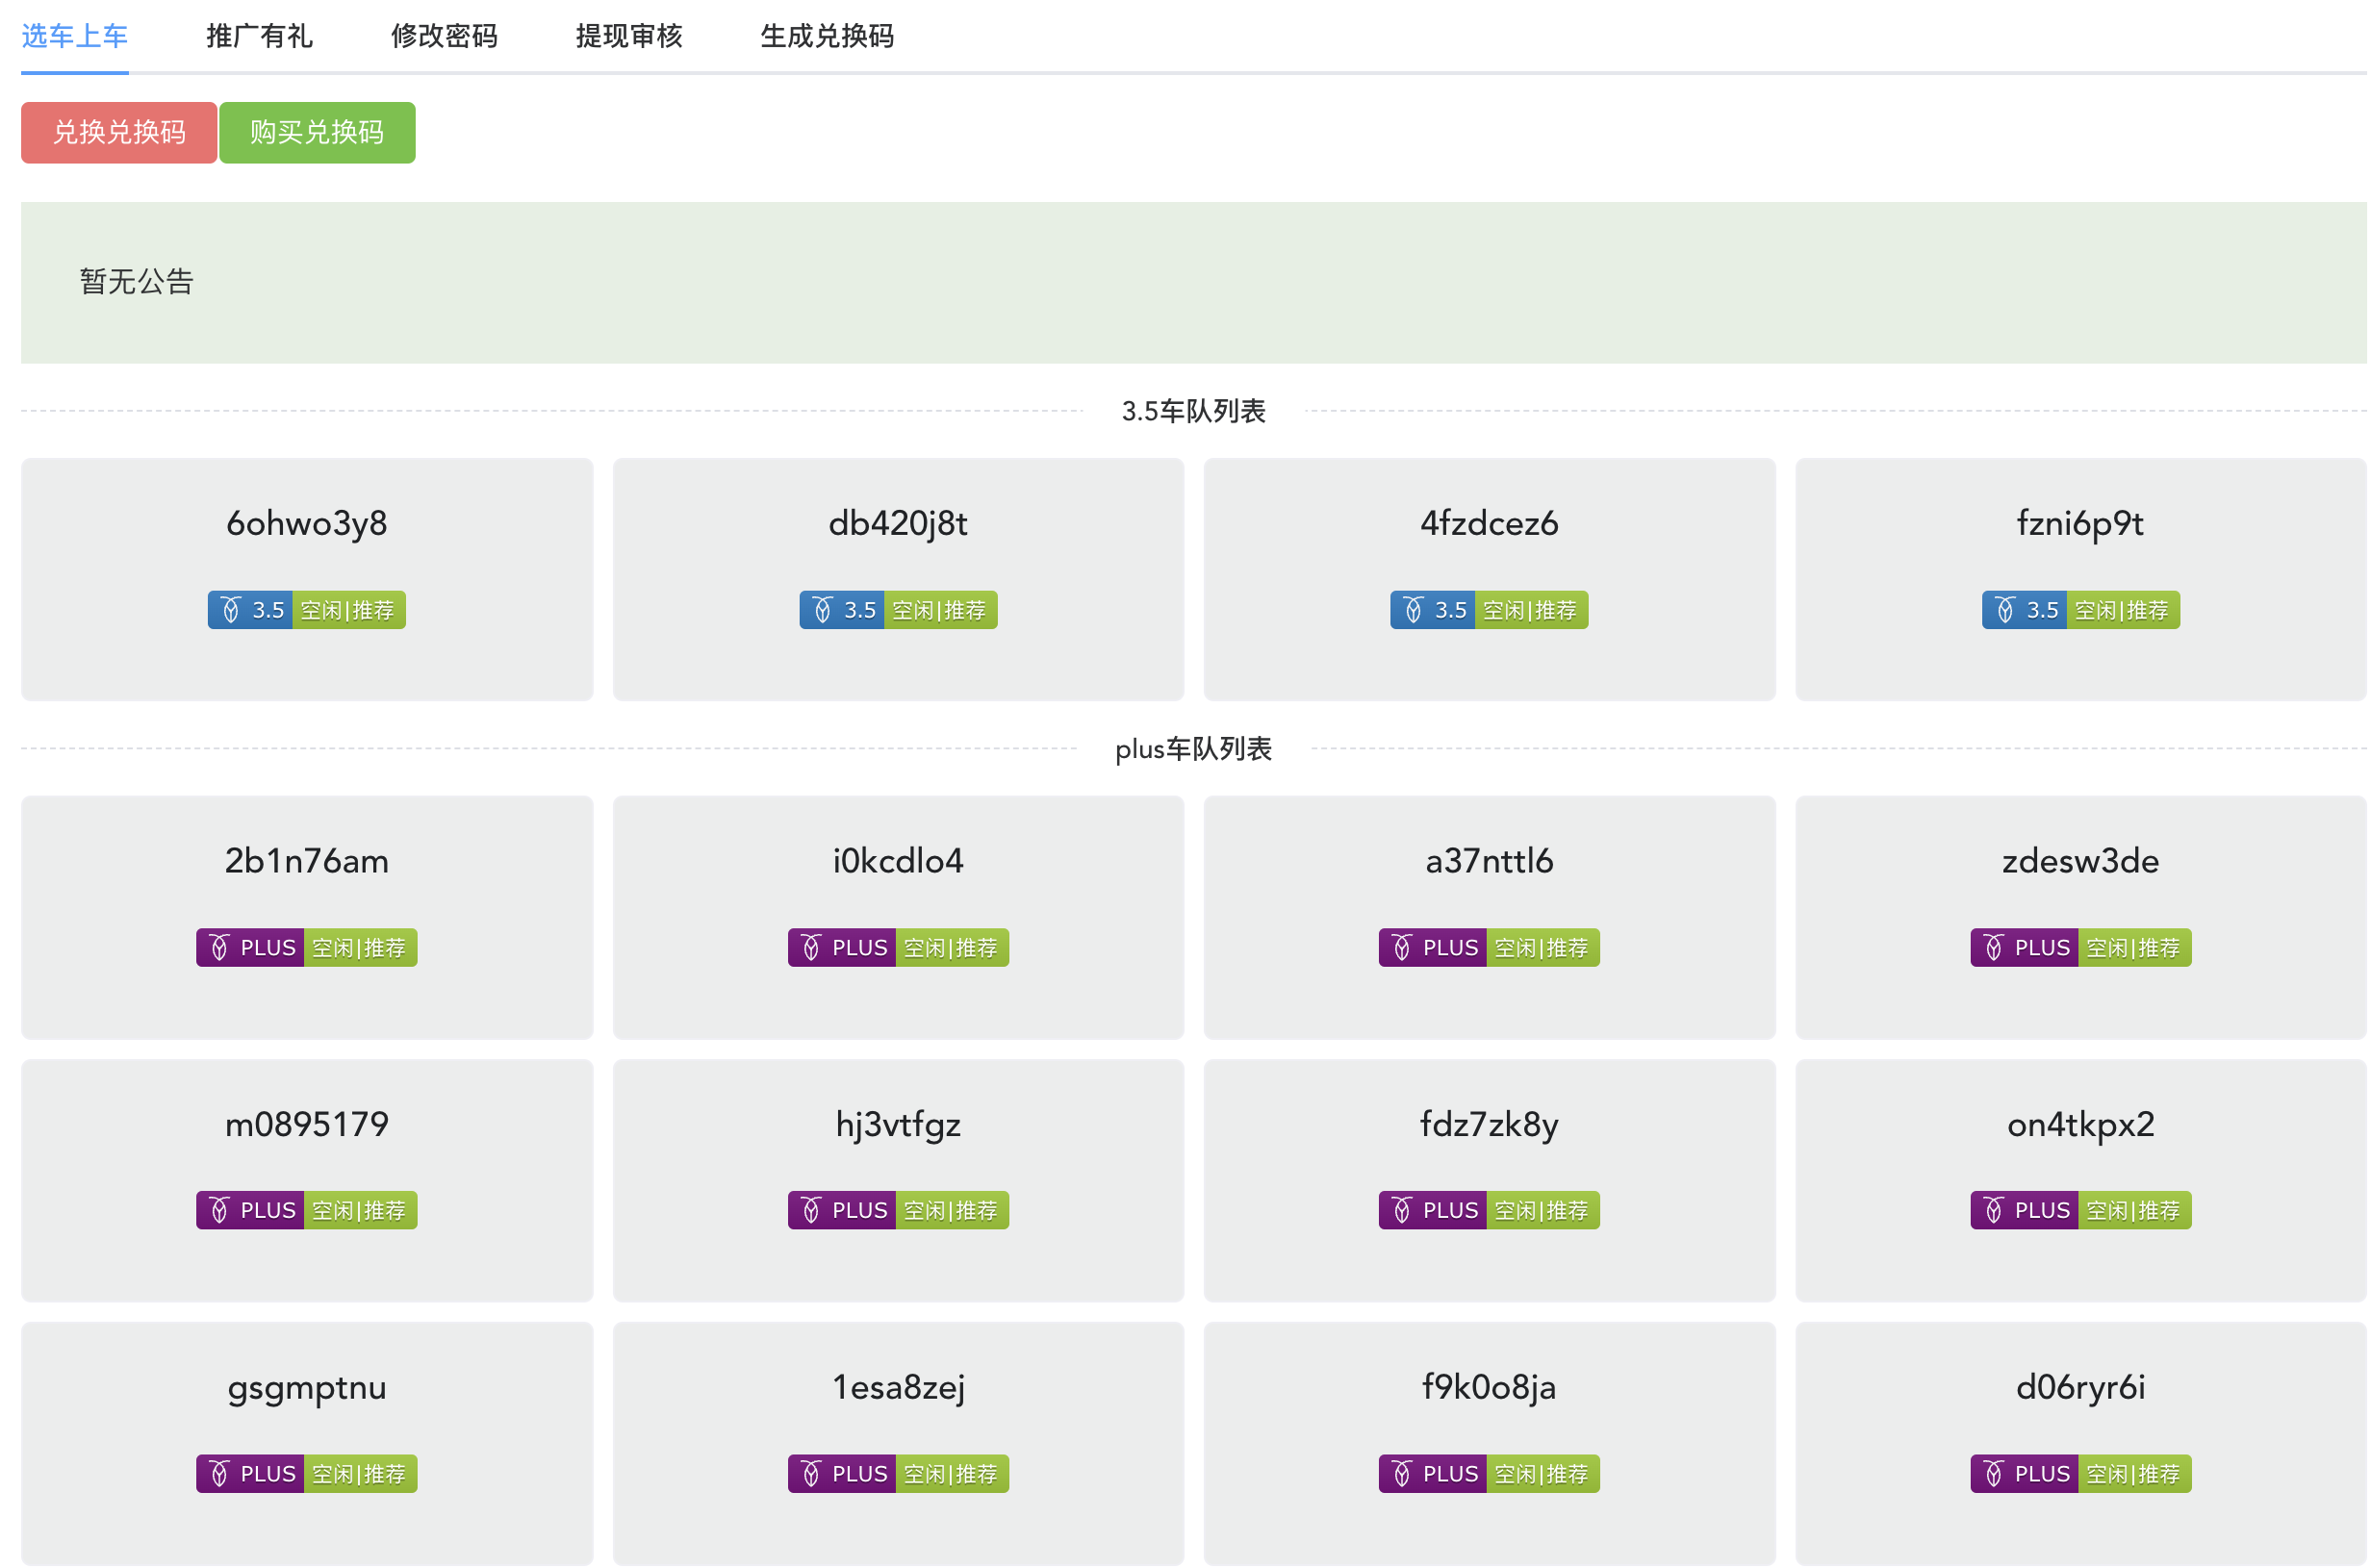 选车上车 推广有礼 修改密码 提现审核 生成兑换码
兑换兑换码 购买兑换码
暂无公告
3.5车队列表
6ohwo3y8 db420j8t 4fzdcez6 fzni6p9t
3.5 空闲|推荐 3.5 空闲|推荐 3.5 空闲|推荐 3.5 空闲|推荐
plus车队列表
2b1n76am i0kcdlo4 a37nttl6 zdesw3de
PLUS 空闲|推荐 PLUS 空闲|推荐 PLUS 空闲|推荐 PLUS 空闲|推荐
m0895179 hj3vtfgz fdz7zk8y on4tkpx2
PLUS 空闲|推荐 PLUS 空闲|推荐 PLUS 空闲|推荐 PLUS 空闲|推荐
gsgmptnu 1esa8zej f9k0o8ja d06ryr6i
PLUS 空闲|推荐 PLUS 空闲|推荐 PLUS 空闲|推荐 PLUS 空闲|推荐